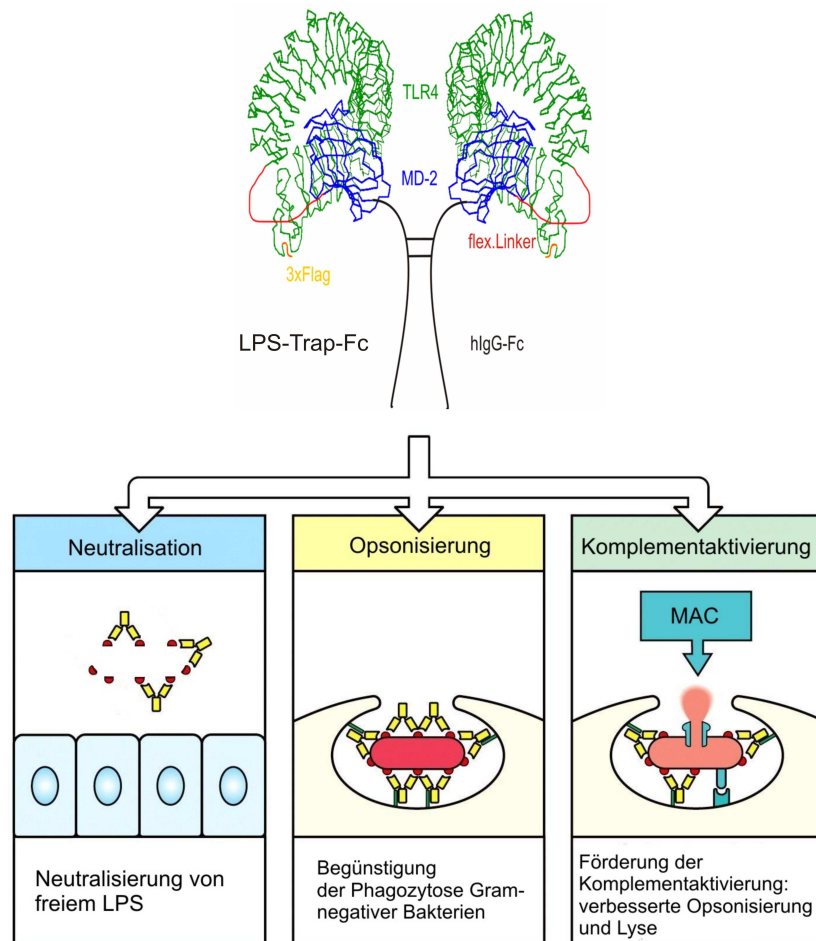 TLR4
MD-2
flex.Linker
3xFlag
LPS-Trap-Fc
hIgG-Fc
Neutralisation
Neutralisierung von
freiem LPS
Opsonisierung
Begünstigung
der Phagozytose Gram-
negativer Bakterien
Komplementaktivierung
MAC
Förderung der
Komplementaktivierung:
verbesserte Opsonisierung
und Lyse